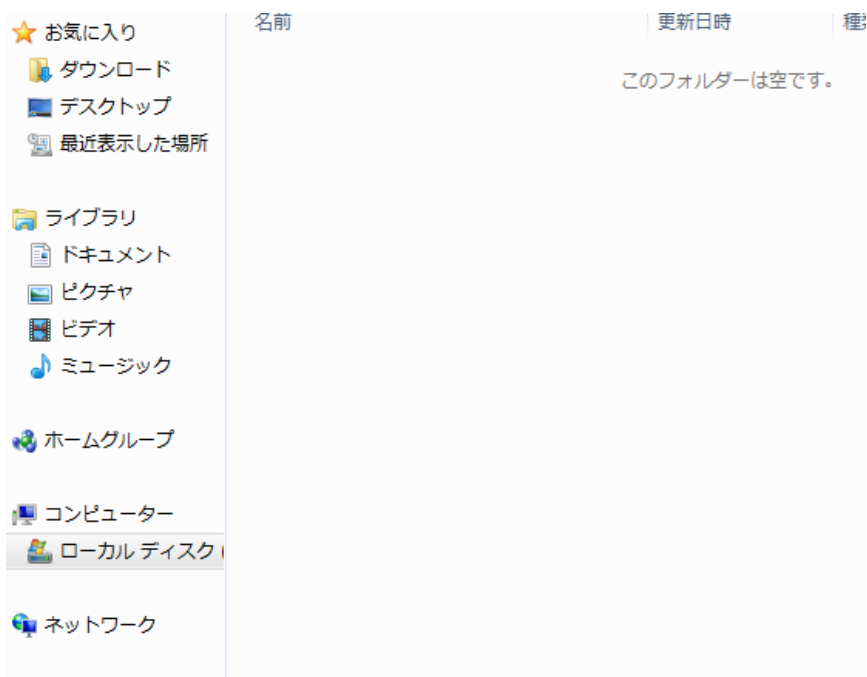 お気に入り
ダウンロード
デスクトップ
最近表示した場所
ライブラリ
ドキュメント
ピクチャ
ビデオ
ミュージック
ホームグループ
コンピューター
ローカル ディスク (
ネットワーク
名前 更新日時 種
このフォルダーは空です。